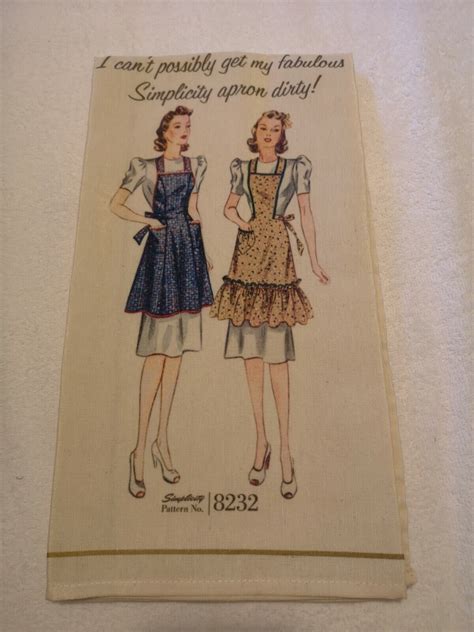 I can't possibly get my fabulous
Simplicity apron dirty!
Simplicity
Pattern No. 8232